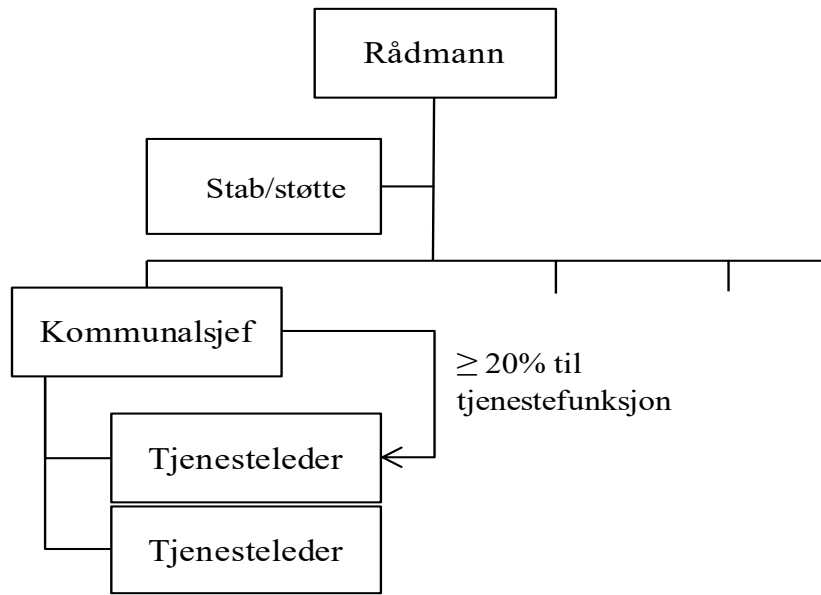 Rådmann
Stab/støtte
Kommunalsjef
≥ 20% til
tjenestefunksjon
Tjenesteleder
Tjenesteleder